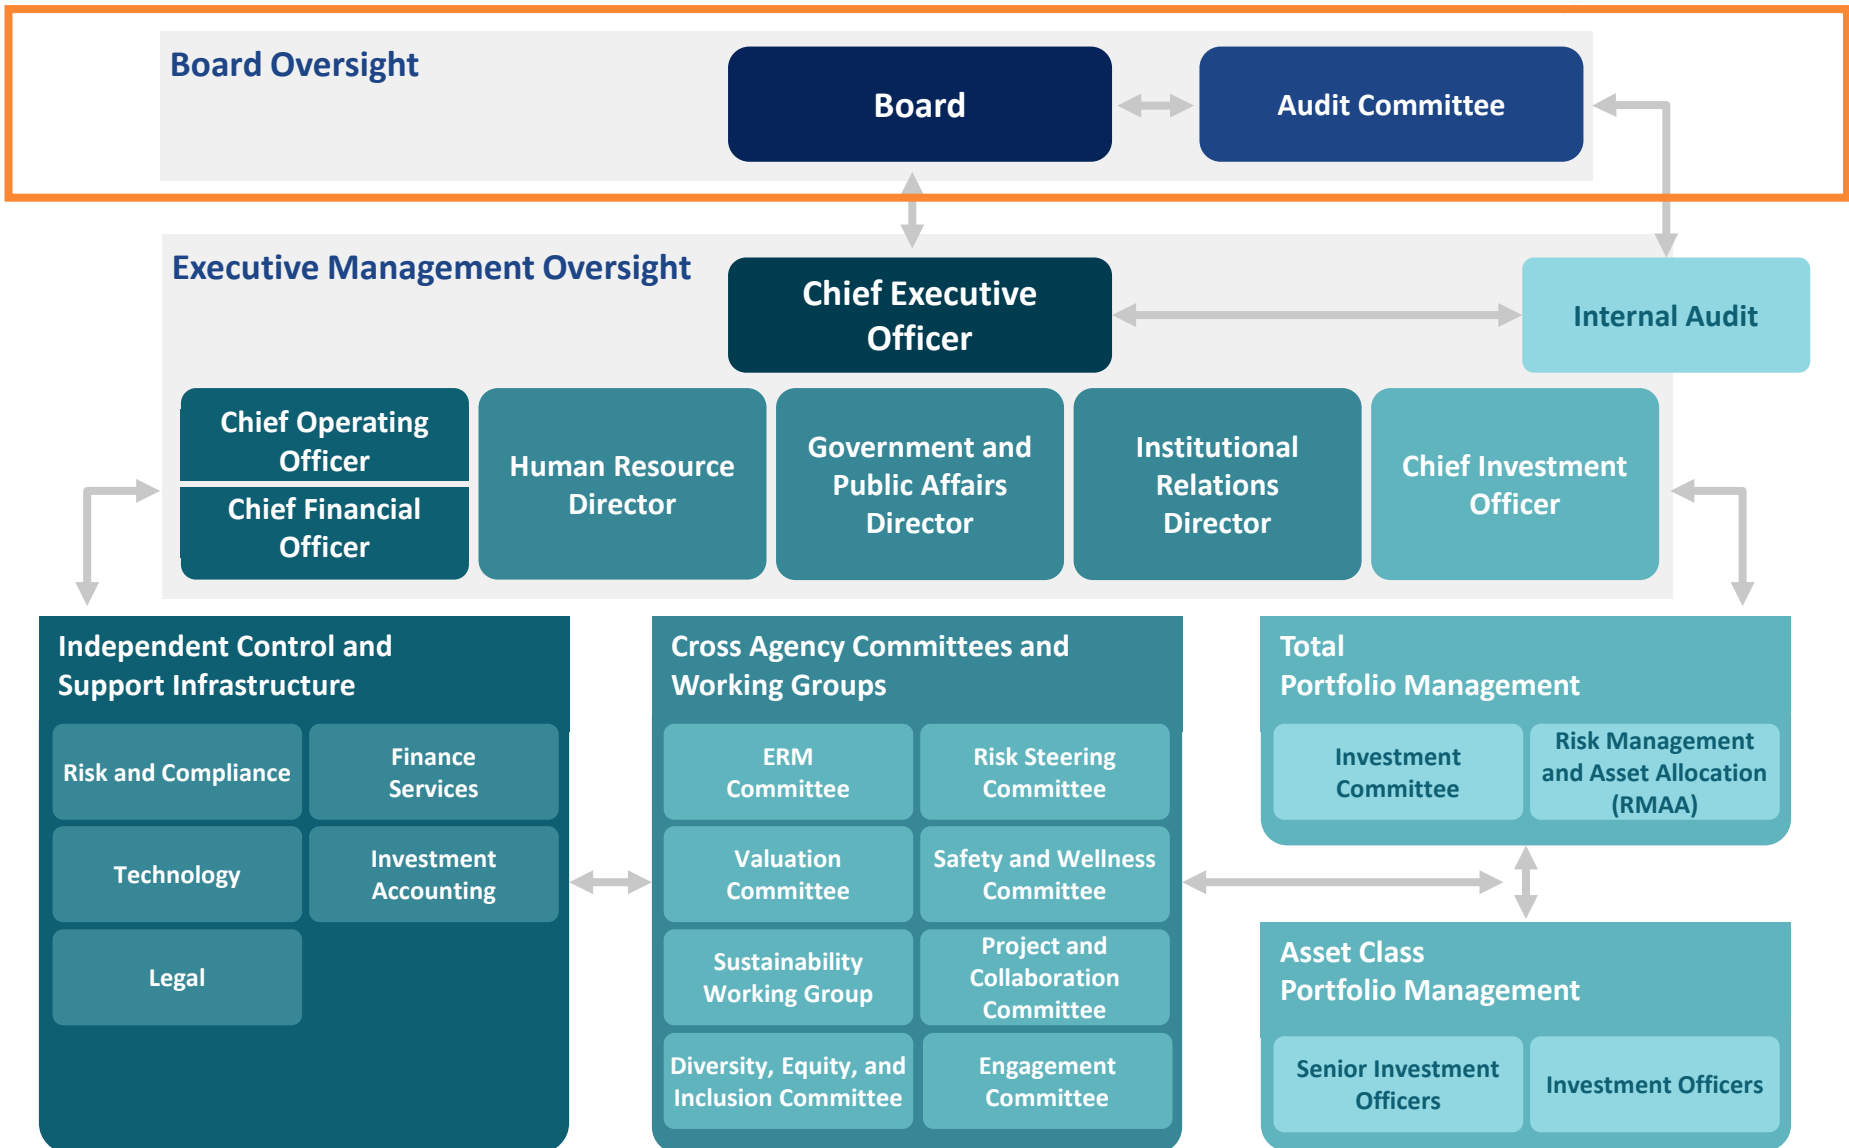 Board Oversight
Board
Audit Committee
Executive Management Oversight
Chief Executive
Officer
Internal Audit
Chief Operating
Officer
Chief Financial
Officer
Human Resource
Director
Government and
Public Affairs
Director
Institutional
Relations
Director
Chief Investment
Officer
Independent Control and
Support Infrastructure
Risk and Compliance
Finance
Services
Technology
Investment
Accounting
Legal
Cross Agency Committees and
Working Groups
ERM
Committee
Risk Steering
Committee
Valuation
Committee
Safety and Wellness
Committee
Sustainability
Working Group
Project and
Collaboration
Committee
Diversity, Equity, and
Inclusion Committee
Engagement
Committee
Total
Portfolio Management
Investment
Committee
Risk Management
and Asset Allocation
(RMAA)
Asset Class
Portfolio Management
Senior Investment
Officers
Investment Officers